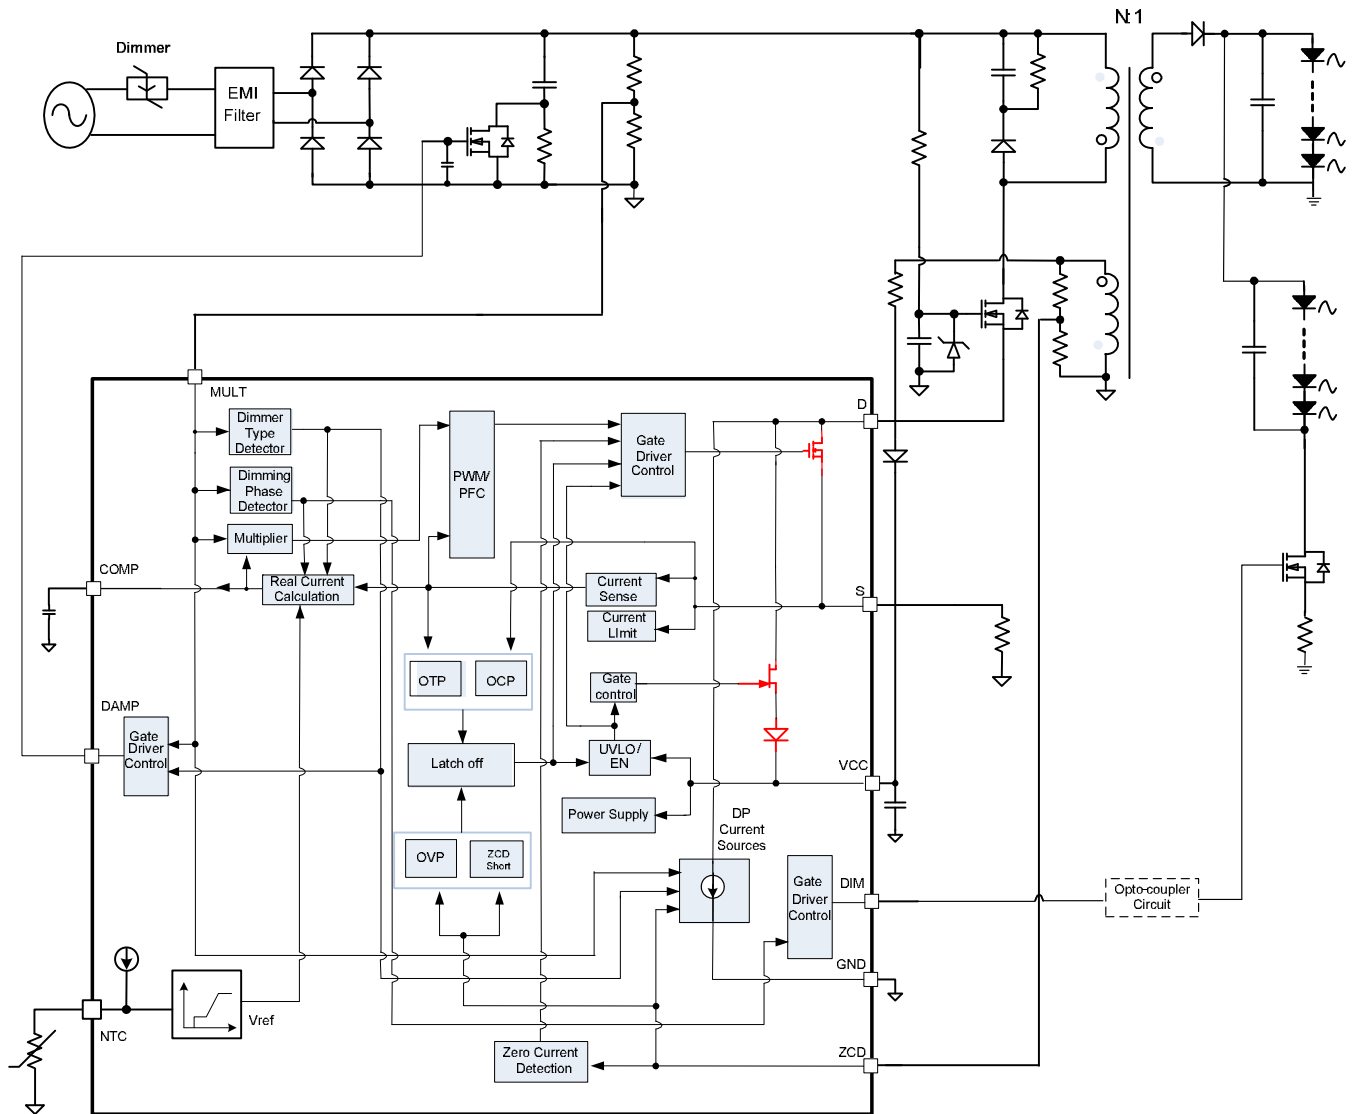 N:1
Dimmer
EMI
Filter
MULT
D
Dimmer
Type
Detector
Gate
Driver
Control
PWM/
PFC
Dimming
Phase
Detector
Multiplier
COMP
Real Current
Calculation
Current
Sense
S
Current
LImit
OTP
OCP
Gate
control
DAMP
Gate
Driver
Control
Latch off
UVLO/
EN
VCC
Power Supply
DP
Current
Sources
OVP
ZCD
Short
Gate
Driver
Control
DIM
Opto-coupler
Circuit
GND
NTC
Vref
Zero Current
Detection
ZCD